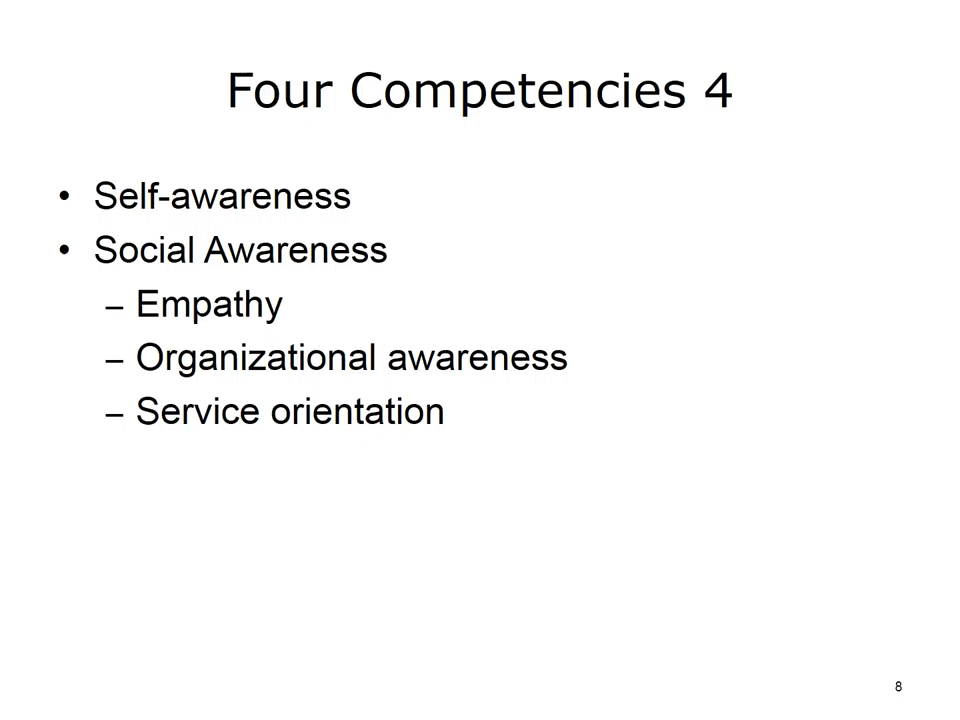 Four Competencies 4
• Self-awareness
• Social Awareness
– Empathy
– Organizational awareness
– Service orientation
8